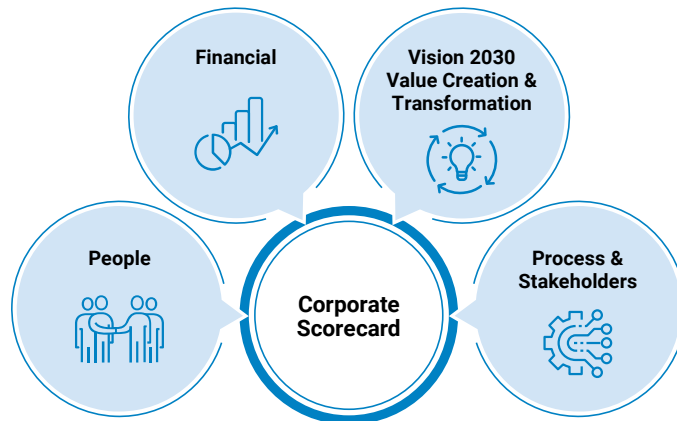 Financial
Vision 2030
Value Creation &
Transformation
People
Process &
Stakeholders
Corporate
Scorecard